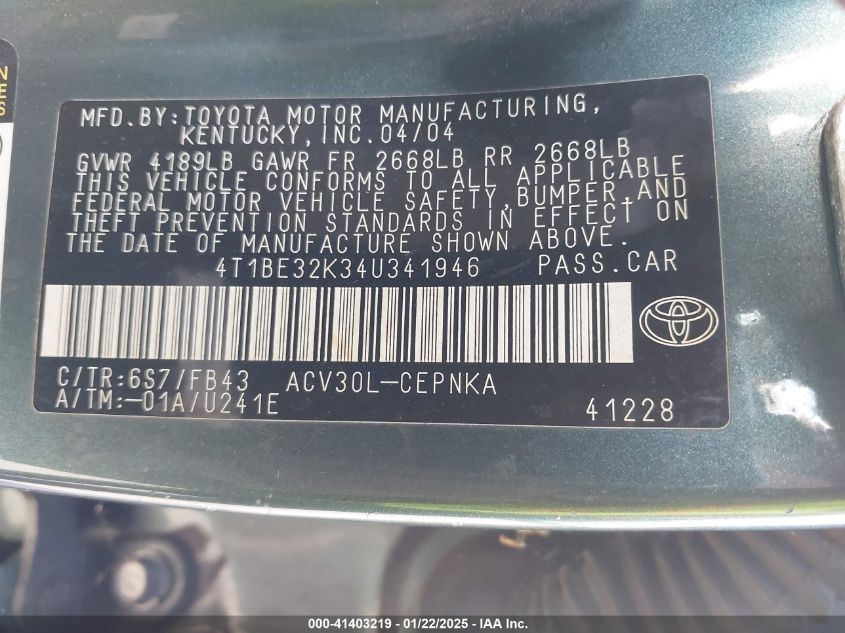 N
E
S
MFD.BY:TOYOTA MOTOR MANUFACTURING,
KENTUCKY,INC.04/04
GVWR 4189LB GAWR FR 2668LB RR 2668LB
THIS VEHICLE CONFORMS TO ALL APPLICABLE
FEDERAL MOTOR VEHICLE SAFETY,BUMPER,AND
THEFT PREVENTION STANDARDS IN EFFECT ON
THE DATE OF MANUFACTURE SHOWN ABOVE.
4T1BE32K34U341946 PASS.CAR
C/TR:6S7/FB43 ACV30L-CEPNKA
A/TM:-01A/U241E 41228
000-41403219 - 01/22/2025 - IAA Inc.